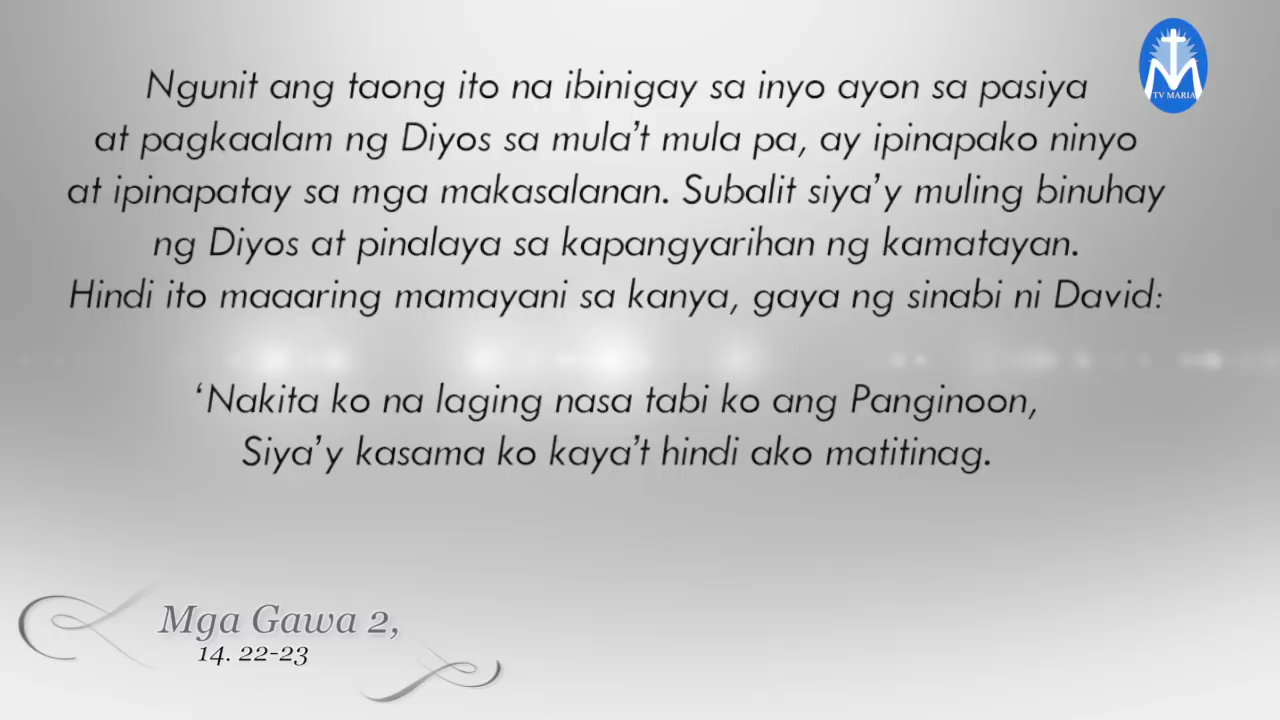 TV MARIA
Ngunit ang taong ito na ibinigay sa inyo ayon sa pasiya
at pagkaalam ng Diyos sa mula’t mula pa, ay ipinapako ninyo
at ipinapatay sa mga makasalanan. Subalit siya’y muling binuhay
ng Diyos at pinalaya sa kapangyarihan ng kamatayan.
Hindi ito maaaring mamayani sa kanya, gaya ng sinabi ni David:
‘Nakita ko na laging nasa tabi ko ang Panginoon,
Siya’y kasama ko kaya’t hindi ako matitinag.
Mga Gawa 2,
14. 22-23